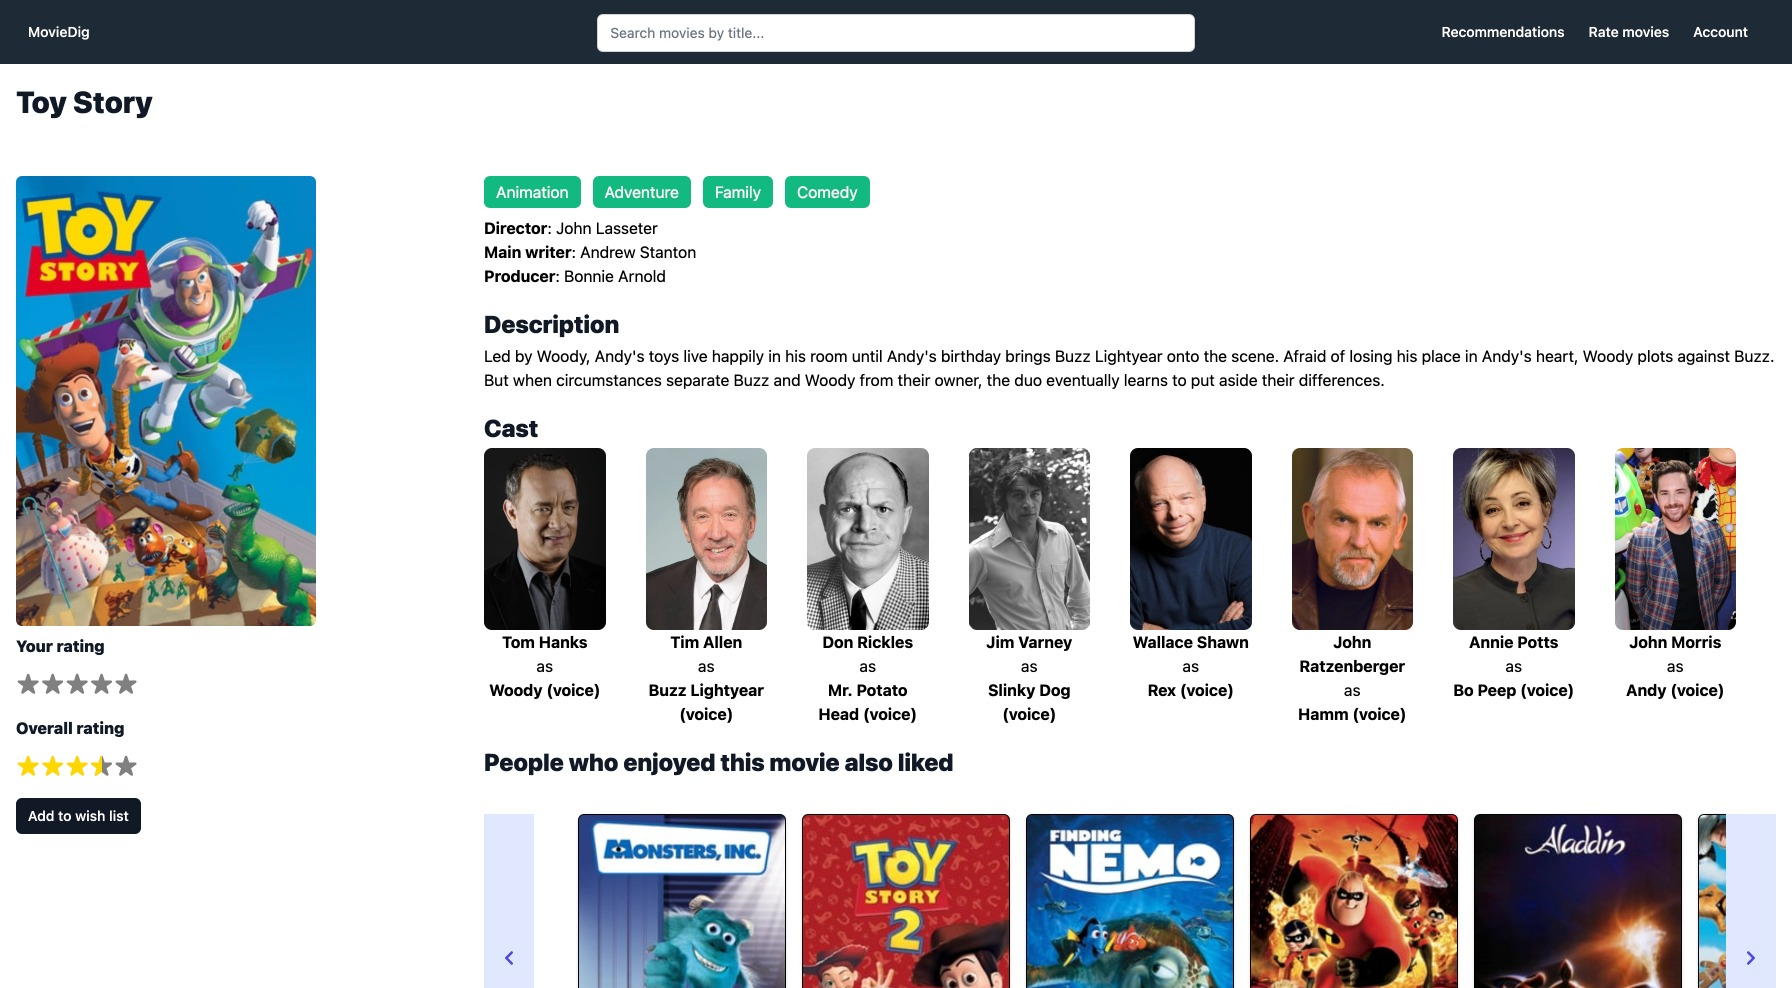 MovieDig
Search movies by title...
Recommendations
Rate movies
Account
Toy Story
TOY
STORY
Your rating
Overall rating
Add to wish list
Animation
Adventure
Family
Comedy
Director: John Lasseter
Main writer: Andrew Stanton
Producer: Bonnie Arnold
Description
Led by Woody, Andy's toys live happily in his room until Andy's birthday brings Buzz Lightyear onto the scene. Afraid of losing his place in Andy's heart, Woody plots against Buzz.
But when circumstances separate Buzz and Woody from their owner, the duo eventually learns to put aside their differences.
Cast
Tom Hanks
as
Woody (voice)
Tim Allen
as
Buzz Lightyear
(voice)
Don Rickles
as
Mr. Potato
Head (voice)
Jim Varney
as
Slinky Dog
(voice)
Wallace Shawn
as
Rex (voice)
John
Ratzenberger
as
Hamm (voice)
Annie Potts
as
Bo Peep (voice)
John Morris
as
Andy (voice)
People who enjoyed this movie also liked
MONSTERS, INC.
TOY
STORY
2
FINDING
NEMO
Aladdin